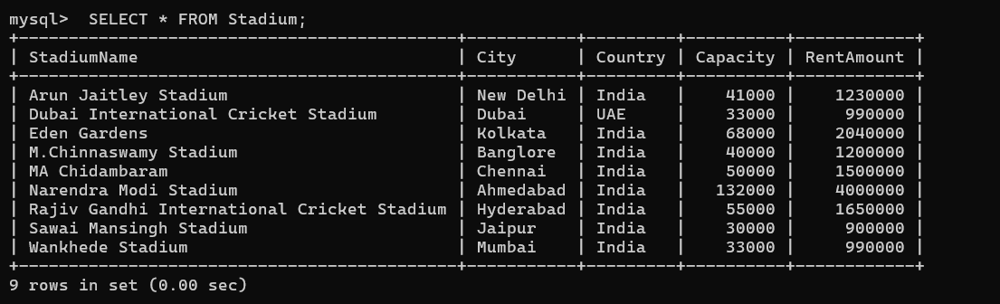 mysql>  SELECT * FROM Stadium;
+--------------------------------------------+-----------+---------+----------+------------+
| StadiumName                                | City      | Country | Capacity | RentAmount |
+--------------------------------------------+-----------+---------+----------+------------+
| Arun Jaitley Stadium                       | New Delhi | India   |    41000 |    1230000 |
| Dubai International Cricket Stadium        | Dubai     | UAE     |    33000 |     990000 |
| Eden Gardens                               | Kolkata   | India   |    68000 |    2040000 |
| M.Chinnaswamy Stadium                      | Banglore  | India   |    40000 |    1200000 |
| MA Chidambaram                             | Chennai   | India   |    50000 |    1500000 |
| Narendra Modi Stadium                      | Ahmedabad | India   |   132000 |    4000000 |
| Rajiv Gandhi International Cricket Stadium | Hyderabad | India   |    55000 |    1650000 |
| Sawai Mansingh Stadium                     | Jaipur    | India   |    30000 |     900000 |
| Wankhede Stadium                           | Mumbai    | India   |    33000 |     990000 |
+--------------------------------------------+-----------+---------+----------+------------+
9 rows in set (0.00 sec)